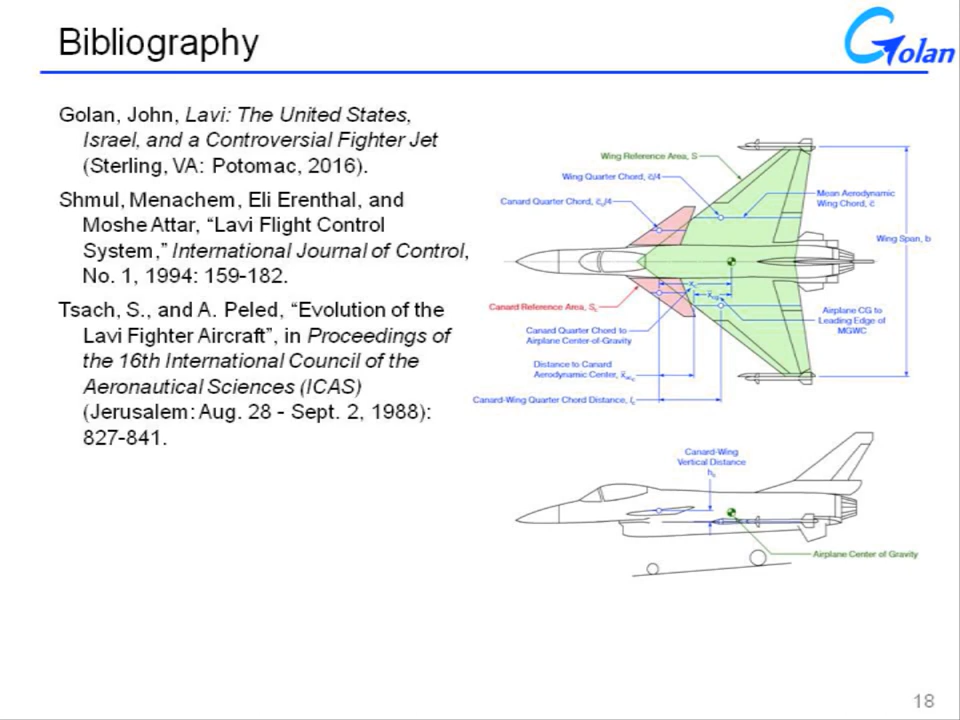 Bibliography
Golan
Golan, John, Lavi: The United States,
Israel, and a Controversial Fighter Jet
(Sterling, VA: Potomac, 2016).
Shmul, Menachem, Eli Erenthal, and
Moshe Attar, “Lavi Flight Control
System,” International Journal of Control,
No. 1, 1994: 159-182.
Tsach, S., and A. Peled, “Evolution of the
Lavi Fighter Aircraft”, in Proceedings of
the 16th International Council of the
Aeronautical Sciences (ICAS)
(Jerusalem: Aug. 28 - Sept. 2, 1988):
827-841.
Wing Reference Area, S
Wing Quarter Chord, c̄/4
Canard Quarter Chord, c̄c/4
Mean Aerodynamic
Wing Chord, c̄
Wing Span, b
Canard Reference Area, Sc
Canard Quarter Chord to
Airplane Center-of-Gravity
Airplane CG to
Leading Edge of
MGWC
Distance to Canard
Aerodynamic Center,
Canard-Wing Quarter Chord Distance, lc
Canard-Wing
Vertical Distance
hc
Airplane Center of Gravity
18